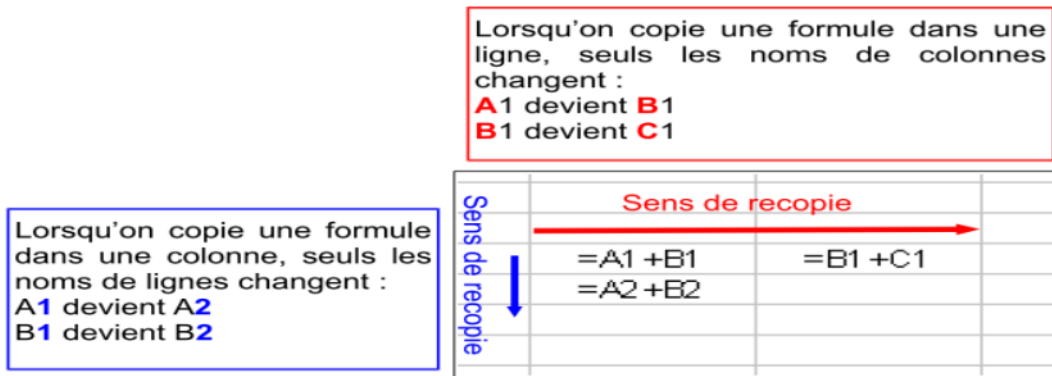 Lorsqu'on copie une formule dans une
ligne, seuls les noms de colonnes
changent :
A1 devient B1
B1 devient C1
Lorsqu'on copie une formule
dans une colonne, seuls les
noms de lignes changent :
A1 devient A2
B1 devient B2
Sens de recopie
Sens de recopie
=A1+B1 =B1+C1
=A2+B2